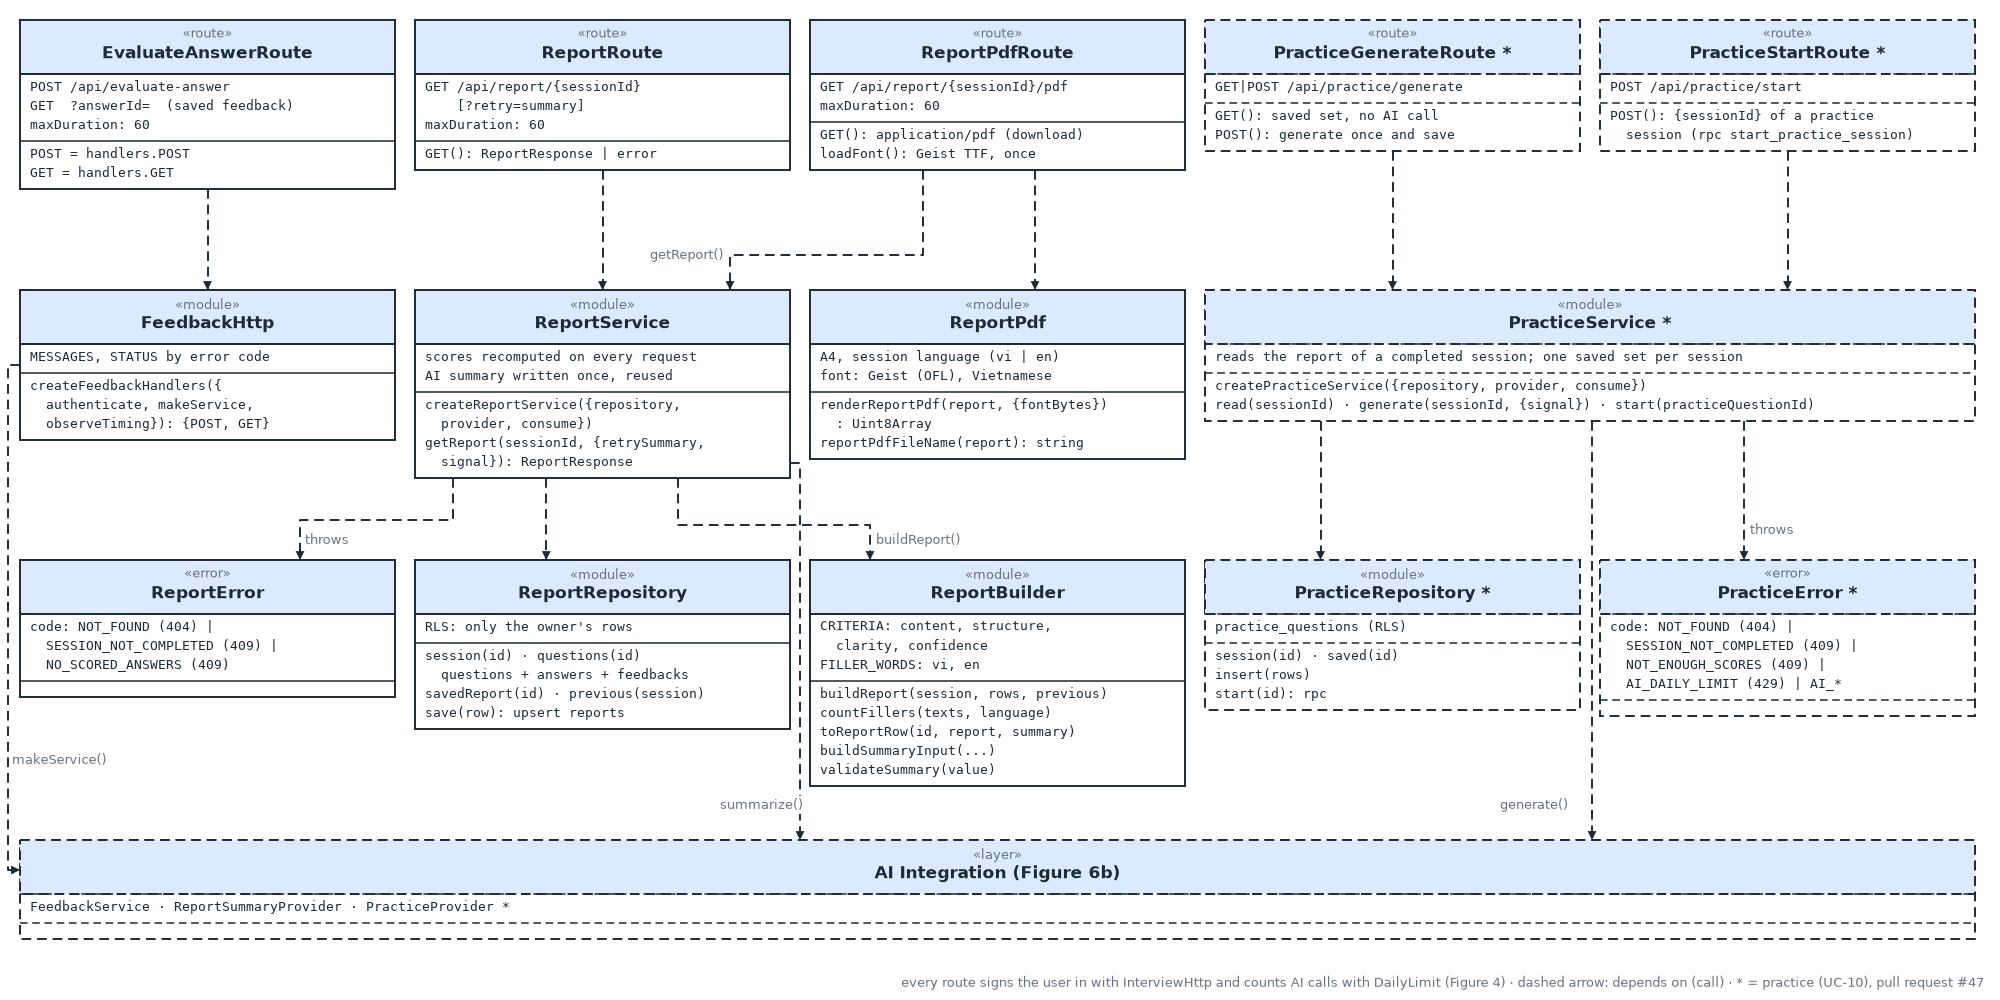 «route»
EvaluateAnswerRoute
POST /api/evaluate-answer
GET  ?answerId=  (saved feedback)
maxDuration: 60
POST = handlers.POST
GET = handlers.GET
«route»
ReportRoute
GET /api/report/{sessionId}
[?retry=summary]
maxDuration: 60
GET(): ReportResponse | error
«route»
ReportPdfRoute
GET /api/report/{sessionId}/pdf
maxDuration: 60
GET(): application/pdf (download)
loadFont(): Geist TTF, once
«route»
PracticeGenerateRoute *
GET|POST /api/practice/generate
GET(): saved set, no AI call
POST(): generate once and save
«route»
PracticeStartRoute *
POST /api/practice/start
POST(): {sessionId} of a practice
session (rpc start_practice_session)
getReport()
«module»
FeedbackHttp
MESSAGES, STATUS by error code
createFeedbackHandlers({
authenticate, makeService,
observeTiming}): {POST, GET}
«module»
ReportService
scores recomputed on every request
AI summary written once, reused
createReportService({repository,
provider, consume})
getReport(sessionId, {retrySummary,
signal}): ReportResponse
«module»
ReportPdf
A4, session language (vi | en)
font: Geist (OFL), Vietnamese
renderReportPdf(report, {fontBytes})
: Uint8Array
reportPdfFileName(report): string
«module»
PracticeService *
reads the report of a completed session; one saved set per session
createPracticeService({repository, provider, consume})
read(sessionId) · generate(sessionId, {signal}) · start(practiceQuestionId)
throws
buildReport()
throws
«error»
ReportError
code: NOT_FOUND (404) |
SESSION_NOT_COMPLETED (409) |
NO_SCORED_ANSWERS (409)
«module»
ReportRepository
RLS: only the owner's rows
session(id) · questions(id)
questions + answers + feedbacks
savedReport(id) · previous(session)
save(row): upsert reports
«module»
ReportBuilder
CRITERIA: content, structure,
clarity, confidence
FILLER_WORDS: vi, en
buildReport(session, rows, previous)
countFillers(texts, language)
toReportRow(id, report, summary)
buildSummaryInput(...)
validateSummary(value)
«module»
PracticeRepository *
practice_questions (RLS)
session(id) · saved(id)
insert(rows)
start(id): rpc
«error»
PracticeError *
code: NOT_FOUND (404) |
SESSION_NOT_COMPLETED (409) |
NOT_ENOUGH_SCORES (409) |
AI_DAILY_LIMIT (429) | AI_*
makeService()
summarize()
generate()
«layer»
AI Integration (Figure 6b)
FeedbackService · ReportSummaryProvider · PracticeProvider *
every route signs the user in with InterviewHttp and counts AI calls with DailyLimit (Figure 4) · dashed arrow: depends on (call) · * = practice (UC-10), pull request #47